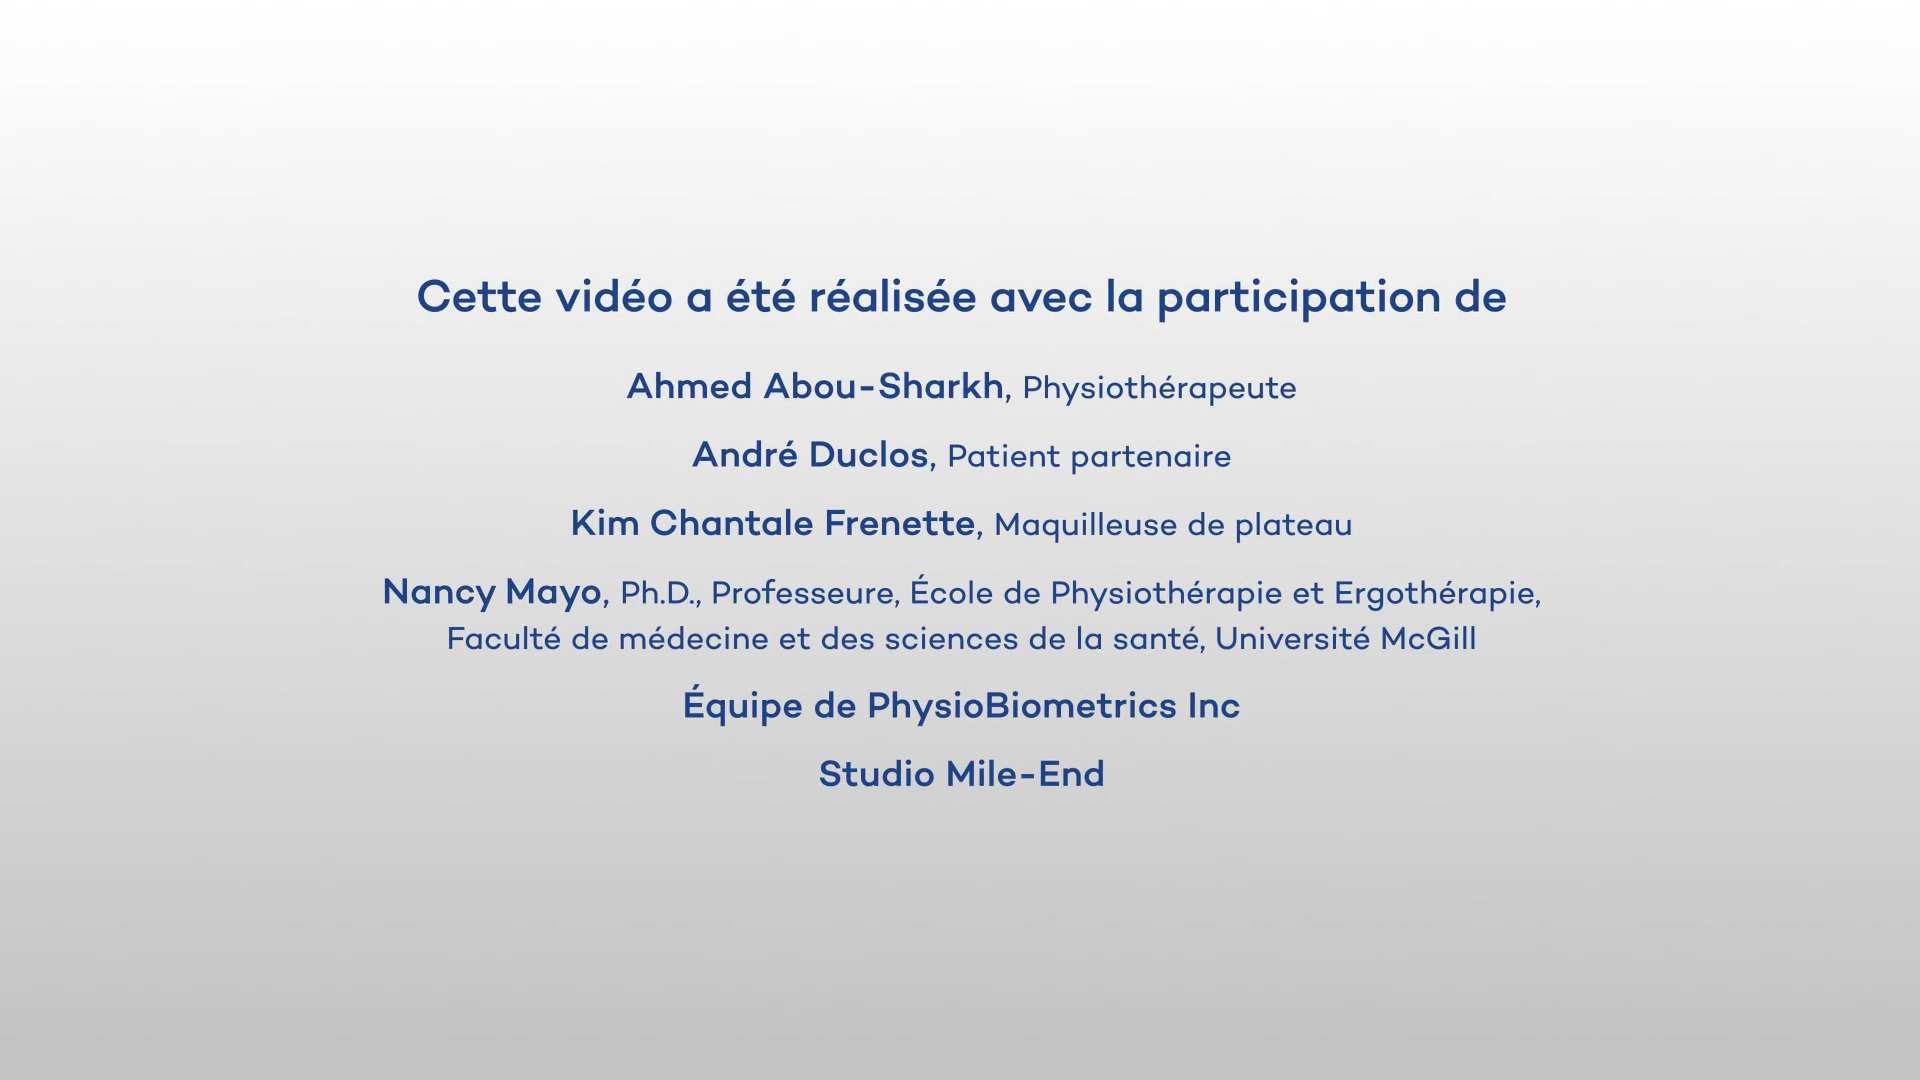 Cette vidéo a été réalisée avec la participation de
Ahmed Abou-Sharkh, Physiothérapeute
André Duclos, Patient partenaire
Kim Chantale Frenette, Maquilleuse de plateau
Nancy Mayo, Ph.D., Professeure, École de Physiothérapie et Ergothérapie,
Faculté de médecine et des sciences de la santé, Université McGill
Équipe de PhysioBiometrics Inc
Studio Mile-End